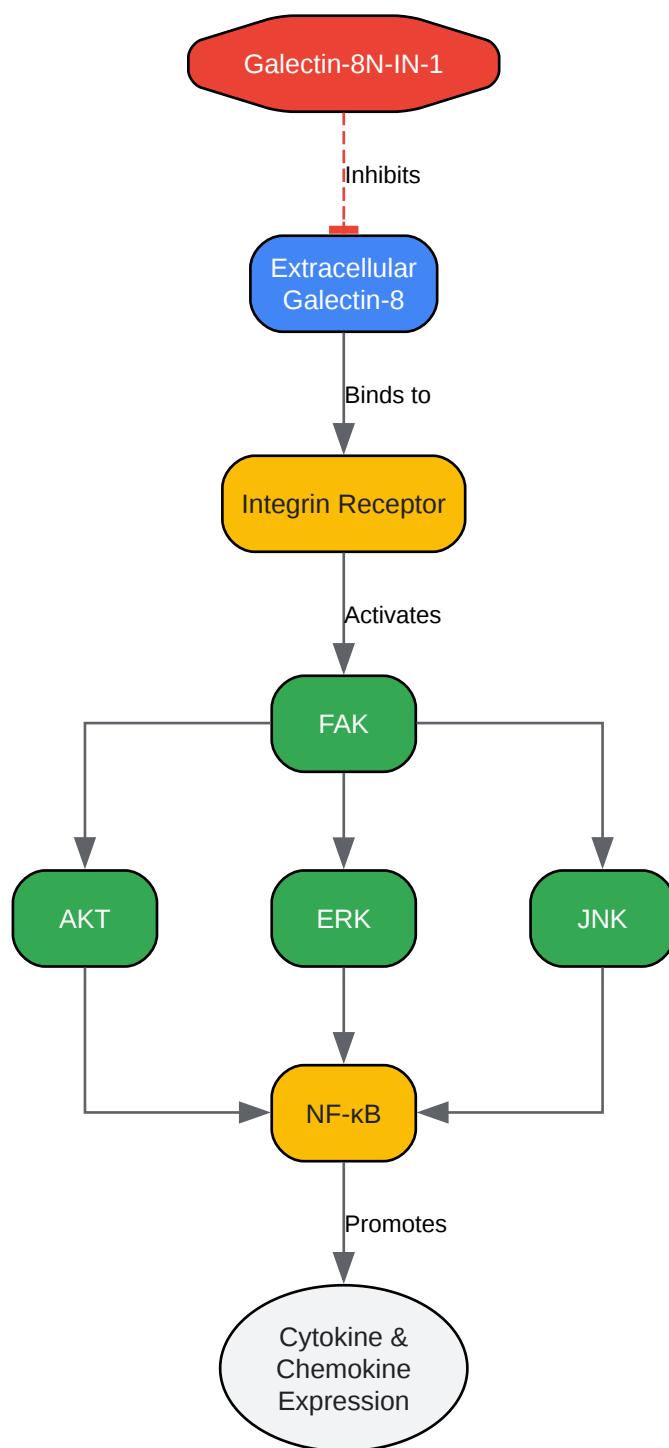 Galectin-8N-IN-1
Inhibits
Extracellular
Galectin-8
Binds to
Integrin Receptor
Activates
FAK
AKT
ERK
JNK
NF-κB
Promotes
Cytokine &
Chemokine
Expression